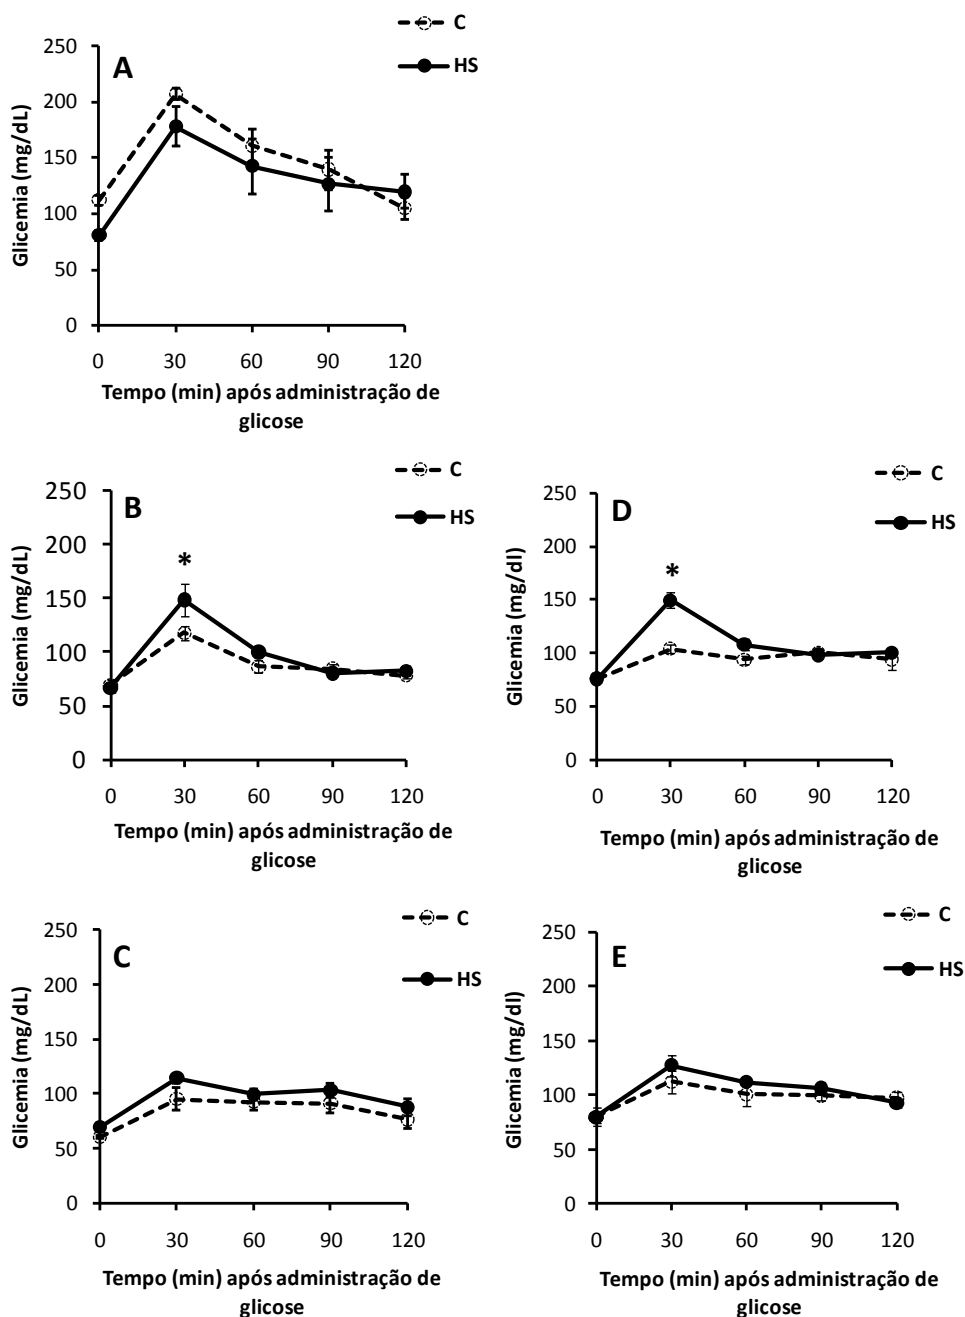 C
HS
A
250
200
150
100
50
0
Glicemia (mg/dL)
0 30 60 90 120
Tempo (min) após administração de
glicose
C
HS
B
*
250
200
150
100
50
0
Glicemia (mg/dL)
0 30 60 90 120
Tempo (min) após administração de
glicose
C
HS
D
*
250
200
150
100
50
0
Glicemia (mg/dl)
0 30 60 90 120
Tempo (min) após administração de
glicose
C
HS
C
250
200
150
100
50
0
Glicemia (mg/dL)
0 30 60 90 120
Tempo (min) após administração de
glicose
C
HS
E
250
200
150
100
50
0
Glicemia (mg/dl)
0 30 60 90 120
Tempo (min) após administração de
glicose